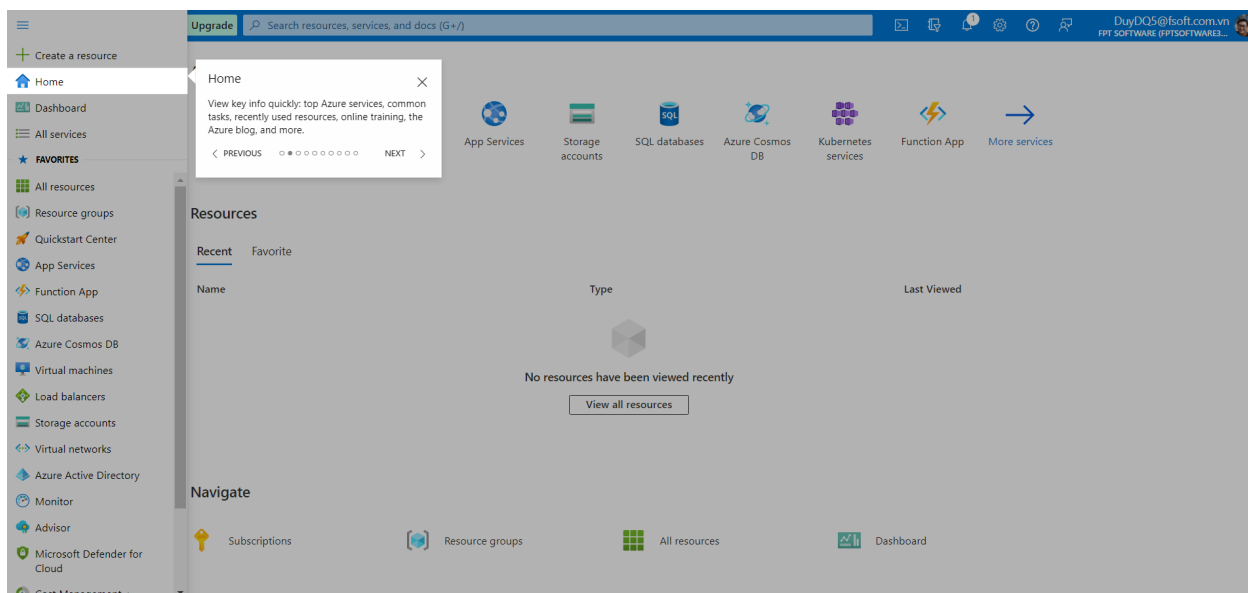 Upgrade
Search resources, services, and docs (G+/)
1
DuyDQ5@fsoft.com.vn
FPT SOFTWARE (FPTSOFTWARE3...
Create a resource
Home
Dashboard
All services
FAVORITES
All resources
Resource groups
Quickstart Center
App Services
Function App
SQL databases
Azure Cosmos DB
Virtual machines
Load balancers
Storage accounts
Virtual networks
Azure Active Directory
Monitor
Advisor
Microsoft Defender for
Cloud
Cost Management +
Home
View key info quickly: top Azure services, common
tasks, recently used resources, online training, the
Azure blog, and more.
PREVIOUS
NEXT
App Services
Storage
accounts
SQL
SQL databases
Azure Cosmos
DB
Kubernetes
services
Function App
More services
Resources
Recent
Favorite
Name
Type
Last Viewed
No resources have been viewed recently
View all resources
Navigate
Subscriptions
Resource groups
All resources
Dashboard